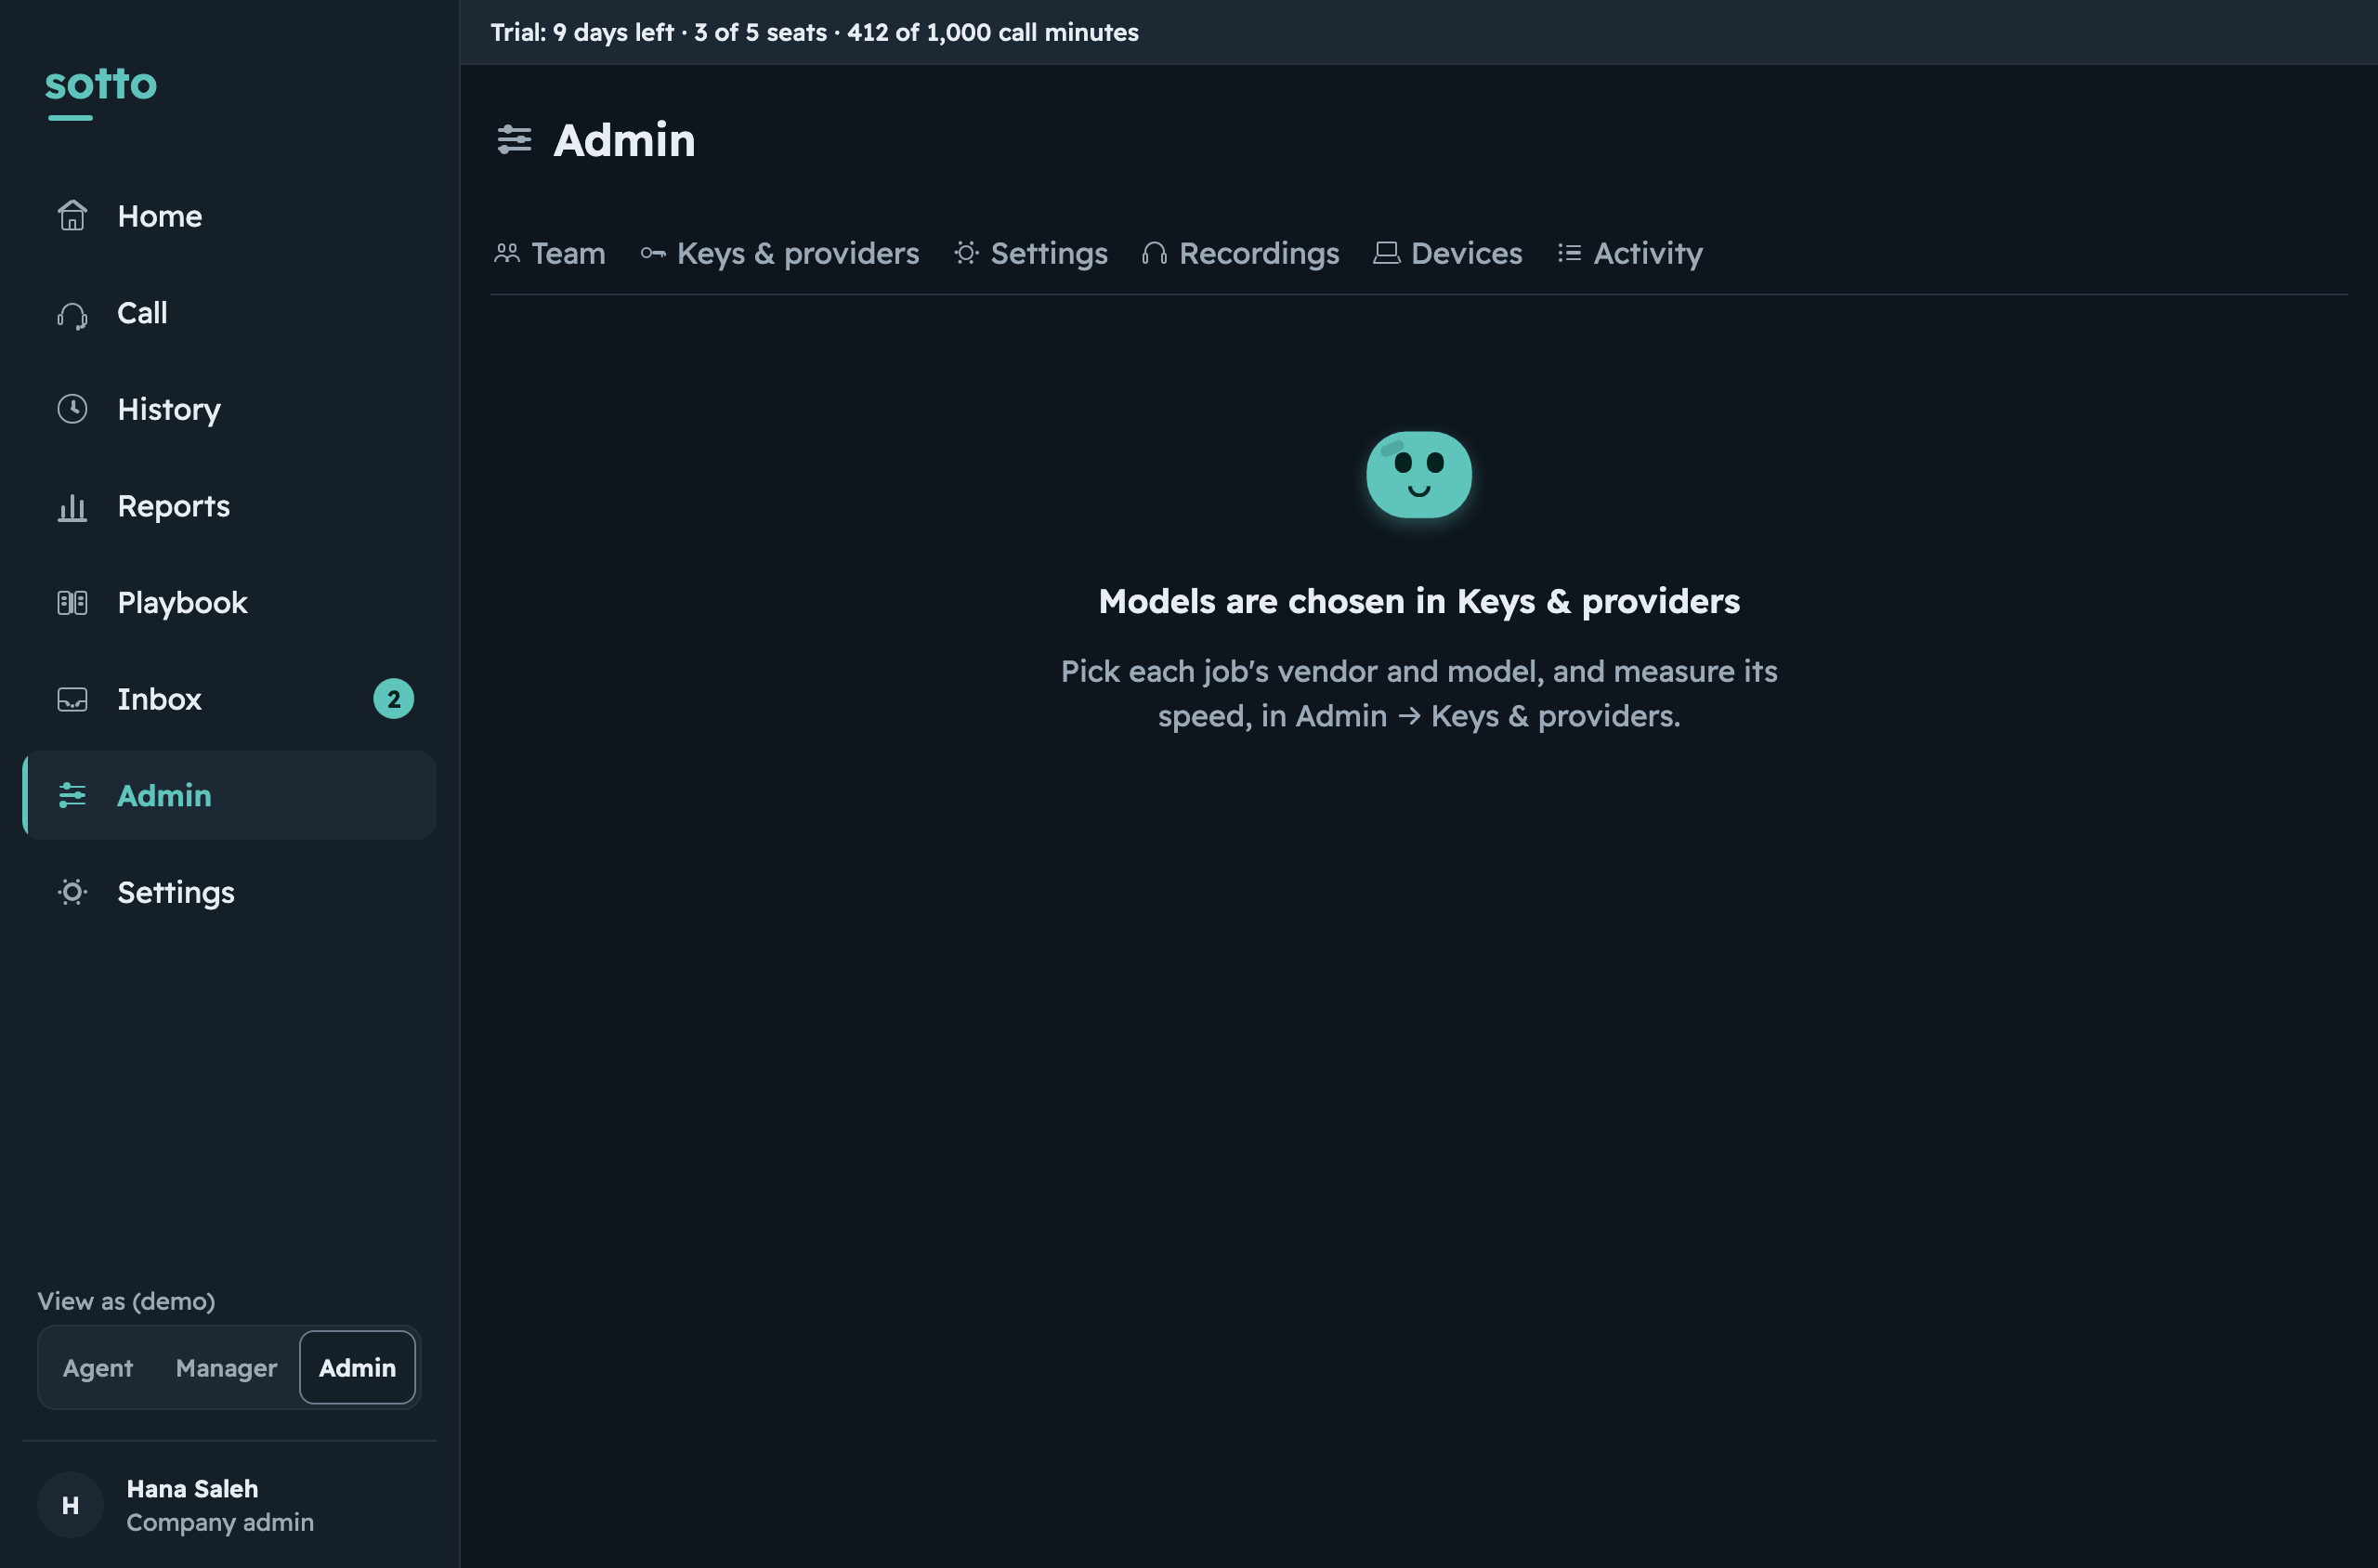 Trial: 9 days left · 3 of 5 seats · 412 of 1,000 call minutes
sotto
Home
Call
History
Reports
Playbook
Inbox 2
Admin
Settings
View as (demo)
Agent Manager Admin
H
Hana Saleh
Company admin
Admin
Team Keys & providers Settings Recordings Devices Activity
Models are chosen in Keys & providers
Pick each job's vendor and model, and measure its
speed, in Admin → Keys & providers.